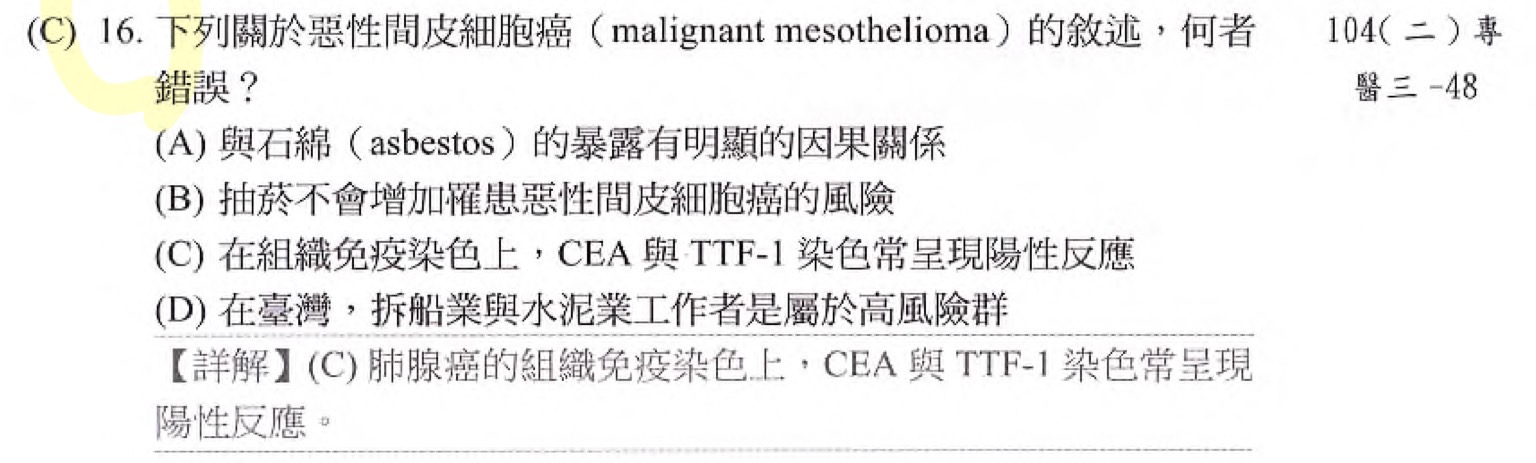 (C) 16. 下列關於惡性間皮細胞癌（malignant mesothelioma）的敘述，何者
錯誤？
(A) 與石綿（asbestos）的暴露有明顯的因果關係
(B) 抽菸不會增加罹患惡性間皮細胞癌的風險
(C) 在組織免疫染色上，CEA 與 TTF-1 染色常呈現陽性反應
(D) 在臺灣，拆船業與水泥業工作者是屬於高風險群
【詳解】(C) 肺腺癌的組織免疫染色上，CEA 與 TTF-1 染色常呈現
陽性反應。
104(二)專
醫三-48